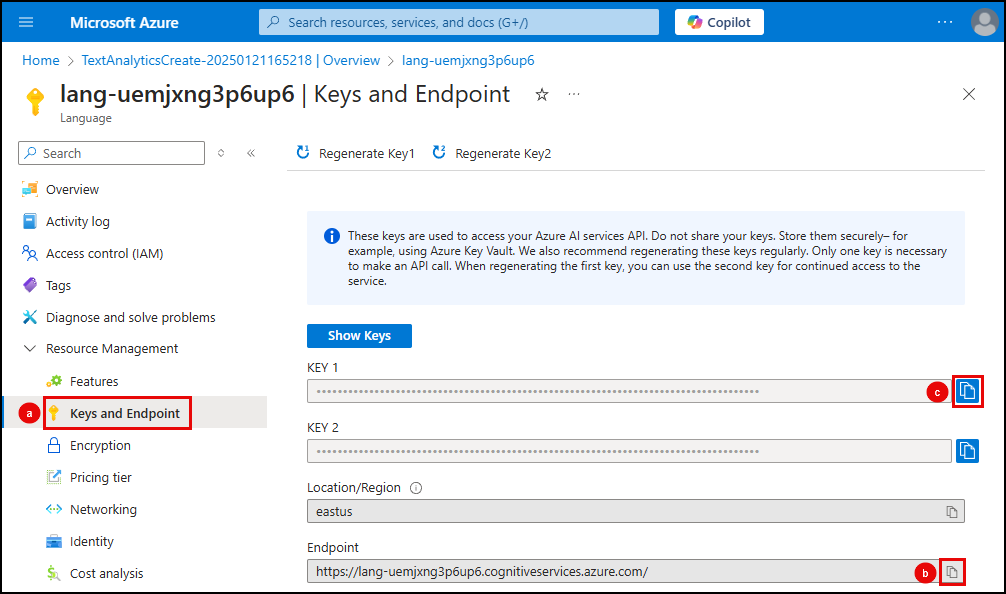 Microsoft Azure
Search resources, services, and docs (G+/)
Copilot
Home > TextAnalyticsCreate-20250121165218 | Overview > lang-uemjxng3p6up6
lang-uemjxng3p6up6 | Keys and Endpoint
Language
Search
Regenerate Key1
Regenerate Key2
Overview
Activity log
Access control (IAM)
Tags
Diagnose and solve problems
Resource Management
Features
a
Keys and Endpoint
Encryption
Pricing tier
Networking
Identity
Cost analysis
These keys are used to access your Azure AI services API. Do not share your keys. Store them securely– for
example, using Azure Key Vault. We also recommend regenerating these keys regularly. Only one key is necessary
to make an API call. When regenerating the first key, you can use the second key for continued access to the
service.
Show Keys
KEY 1
c
KEY 2
Location/Region
eastus
Endpoint
https://lang-uemjxng3p6up6.cognitiveservices.azure.com/
b